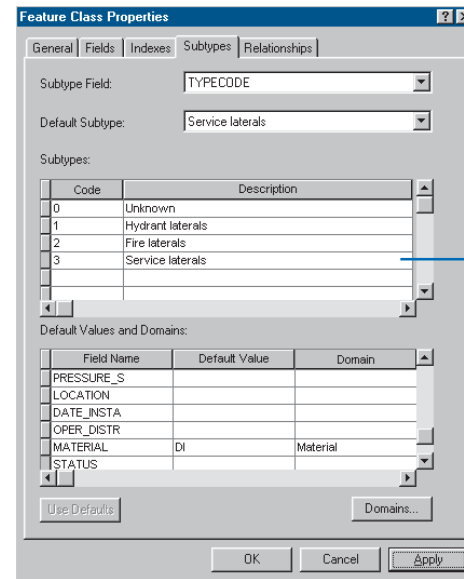 Feature Class Properties
General Fields Indexes Subtypes Relationships
Subtype Field: TYPECODE
Default Subtype: Service laterals
Subtypes:
Code Description
0 Unknown
1 Hydrant laterals
2 Fire laterals
3 Service laterals
Default Values and Domains:
Field Name Default Value Domain
PRESSURE_S
LOCATION
DATE_INSTA
OPER_DISTR
MATERIAL DI Material
STATUS
Use Defaults Domains...
OK Cancel Apply